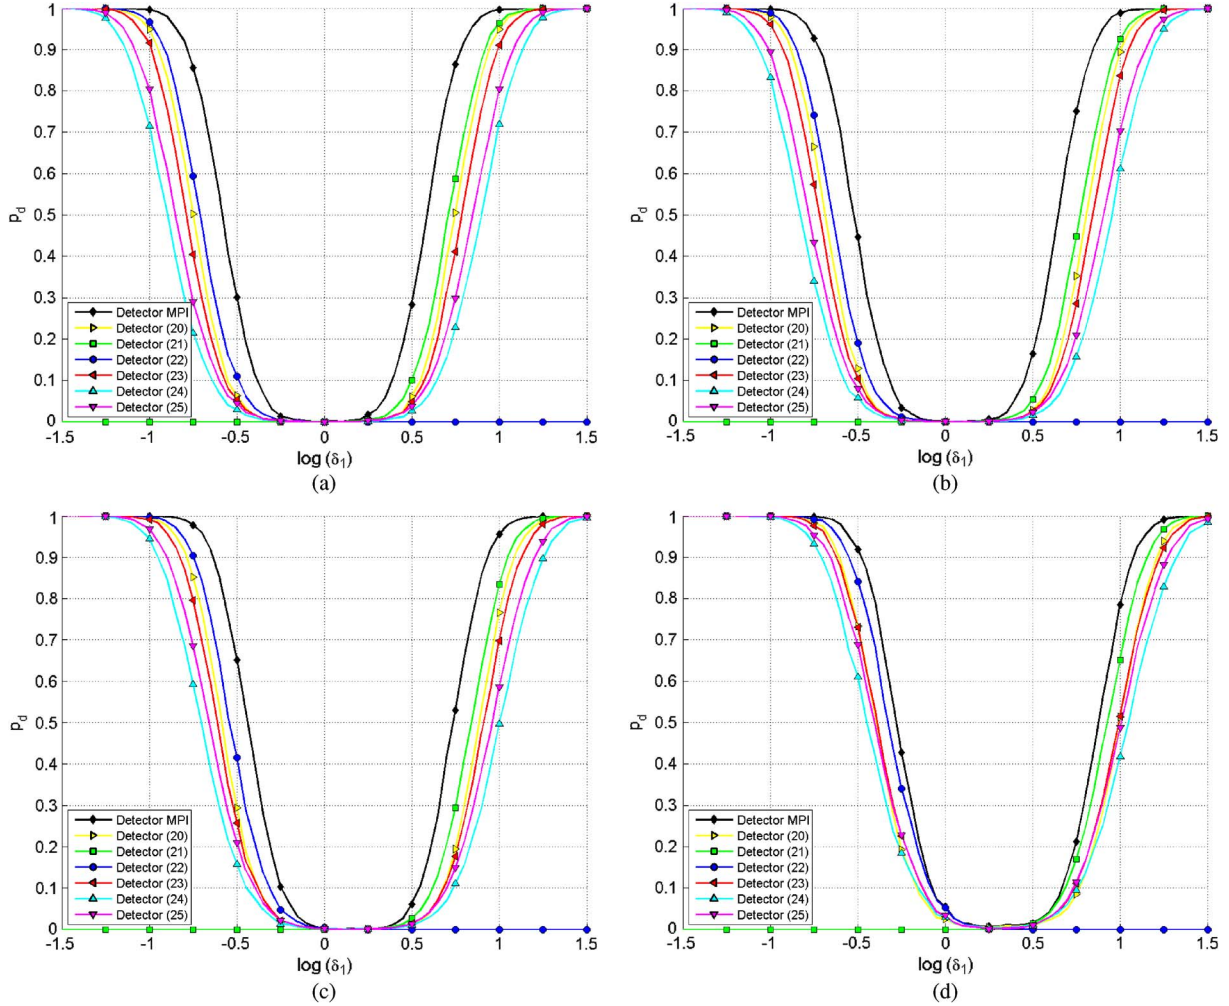 1
0.9
0.8
0.7
0.6
0.5
0.4
0.3
0.2
0.1
0
p_d
Detector MPI
Detector (20)
Detector (21)
Detector (22)
Detector (23)
Detector (24)
Detector (25)
-1.5 -1 -0.5 0 0.5 1 1.5
log (δ₁)
(a)
1
0.9
0.8
0.7
0.6
0.5
0.4
0.3
0.2
0.1
0
p_d
Detector MPI
Detector (20)
Detector (21)
Detector (22)
Detector (23)
Detector (24)
Detector (25)
-1.5 -1 -0.5 0 0.5 1 1.5
log (δ₁)
(b)
1
0.9
0.8
0.7
0.6
0.5
0.4
0.3
0.2
0.1
0
p_d
Detector MPI
Detector (20)
Detector (21)
Detector (22)
Detector (23)
Detector (24)
Detector (25)
-1.5 -1 -0.5 0 0.5 1 1.5
log (δ₁)
(c)
1
0.9
0.8
0.7
0.6
0.5
0.4
0.3
0.2
0.1
0
p_d
Detector MPI
Detector (20)
Detector (21)
Detector (22)
Detector (23)
Detector (24)
Detector (25)
-1.5 -1 -0.5 0 0.5 1 1.5
log (δ₁)
(d)